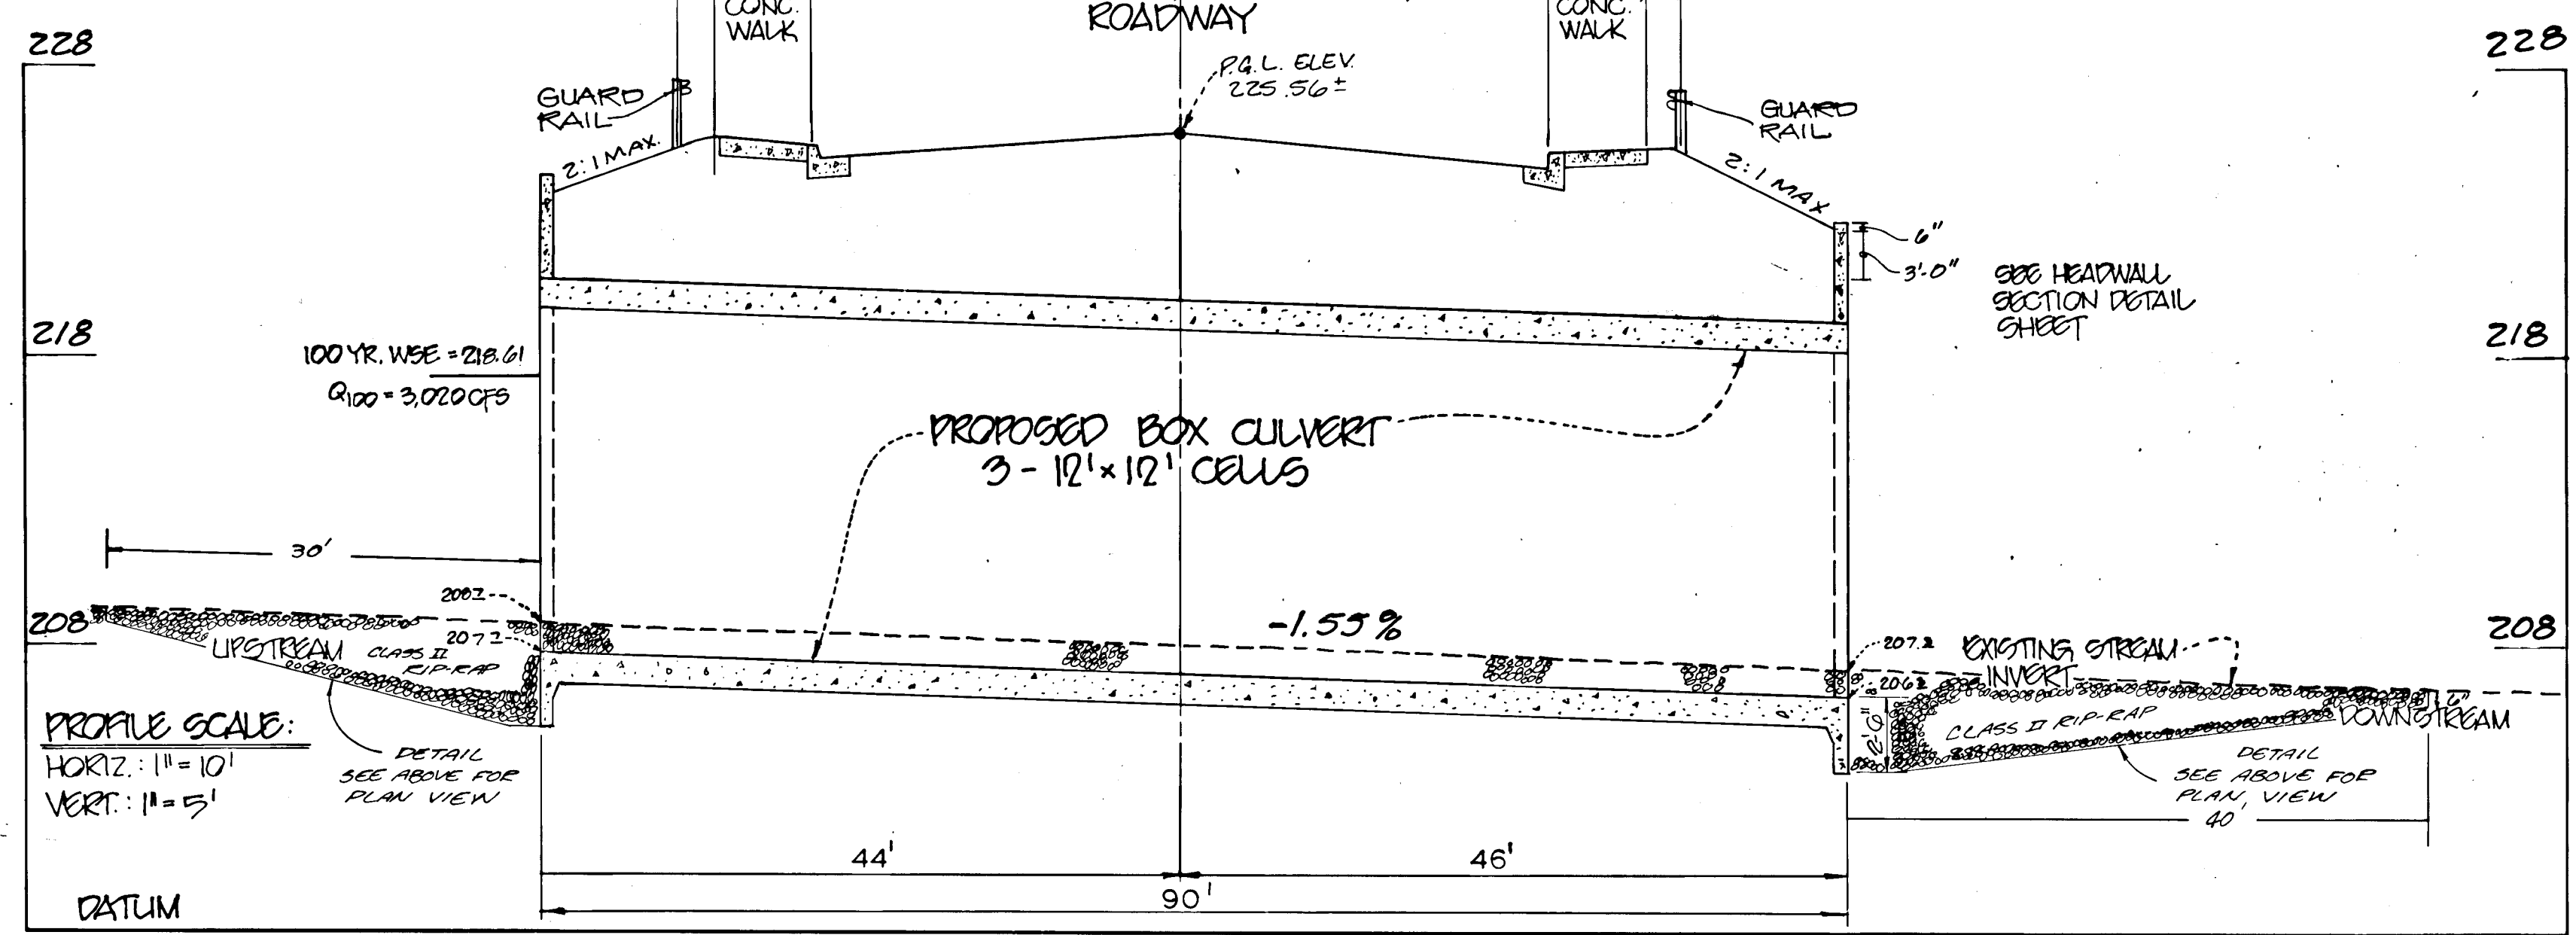 CONC.
WALK
ROADWAY
CONC.
WALK
228
228
P.G.L. ELEV.
225.56±
GUARD
RAIL
GUARD
RAIL
2:1 MAX.
2:1 MAX
6"
3'-0"
SEE HEADWALL
SECTION DETAIL
SHEET
218
218
100 YR. WSE = 218.61
Q100 = 3,020 CFS
PROPOSED BOX CULVERT
3 - 12' x 12' CELLS
30'
208
208
-1.55%
207.2
206.2
EXISTING STREAM
INVERT
UPSTREAM
CLASS II
RIP-RAP
CLASS II RIP-RAP
DOWNSTREAM
6"
2'-6"
PROFILE SCALE:
HORIZ.: 1" = 10'
VERT.: 1" = 5'
DETAIL
SEE ABOVE FOR
PLAN VIEW
DETAIL
SEE ABOVE FOR
PLAN VIEW
40'
44'
46'
90'
DATUM